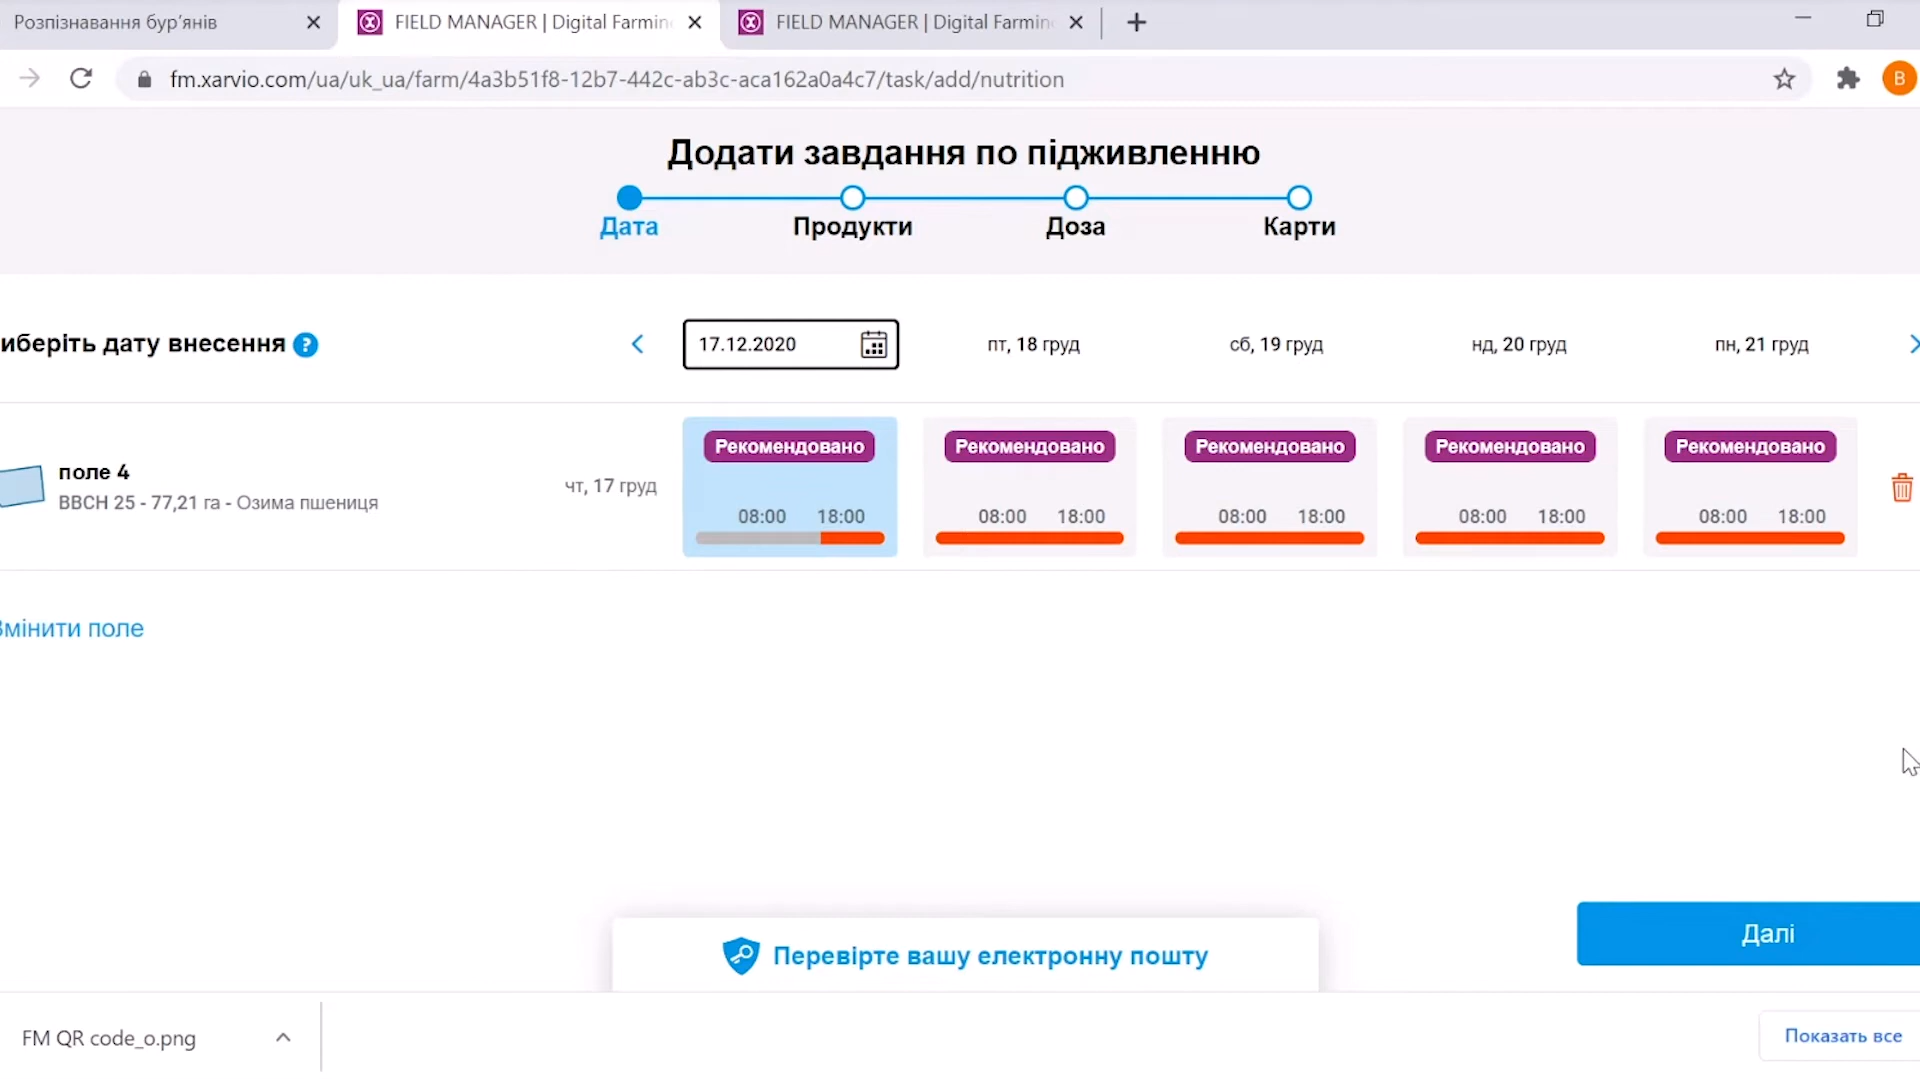 Розпізнавання бур'янів
FIELD MANAGER | Digital Farmin
FIELD MANAGER | Digital Farmin
fm.xarvio.com/ua/uk_ua/farm/4a3b51f8-12b7-442c-ab3c-aca162a0a4c7/task/add/nutrition
B
Додати завдання по підживленню
Дата Продукти Доза Карти
иберіть дату внесення ?
17.12.2020 пт, 18 груд сб, 19 груд нд, 20 груд пн, 21 груд
Рекомендовано Рекомендовано Рекомендовано Рекомендовано Рекомендовано
поле 4
BBCH 25 - 77,21 га - Озима пшениця
чт, 17 груд
08:00 18:00 08:00 18:00 08:00 18:00 08:00 18:00 08:00 18:00
Змінити поле
Далі
Перевірте вашу електронну пошту
FM QR code_o.png
Показать все